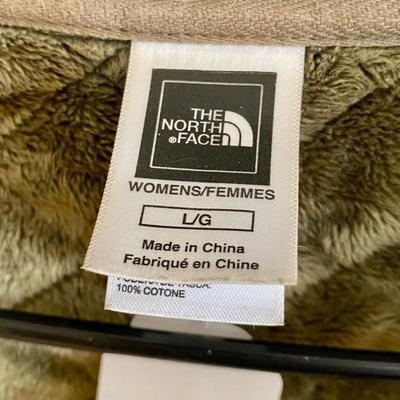 THE
NORTH
®FACE
WOMENS/FEMMES
L/G
Made in China
Fabriqué en Chine
100% COTONE